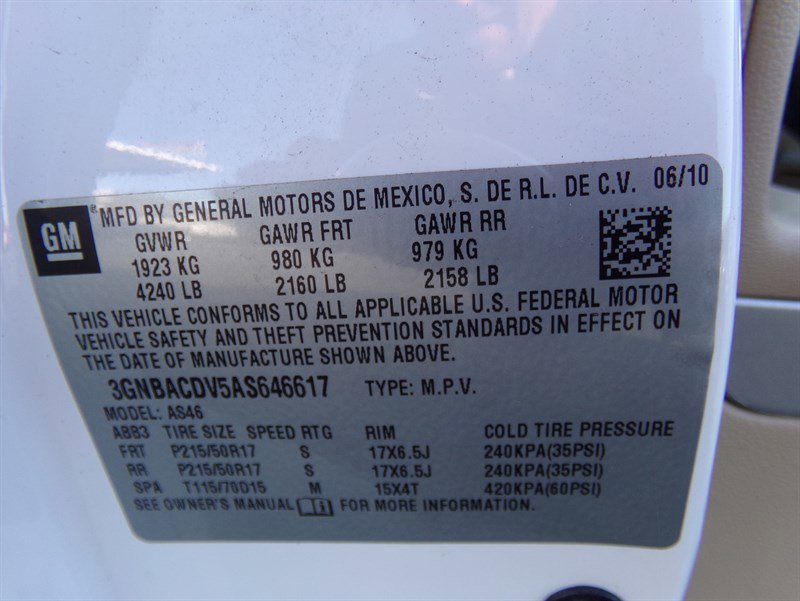 GM
MFD BY GENERAL MOTORS DE MEXICO, S. DE R.L. DE C.V. 06/10
GVWR GAWR FRT GAWR RR
1923 KG 980 KG 979 KG
4240 LB 2160 LB 2158 LB
THIS VEHICLE CONFORMS TO ALL APPLICABLE U.S. FEDERAL MOTOR
VEHICLE SAFETY AND THEFT PREVENTION STANDARDS IN EFFECT ON
THE DATE OF MANUFACTURE SHOWN ABOVE.
3GNBACDV5AS646617 TYPE: M.P.V.
MODEL: AS46
A883 TIRE SIZE SPEED RTG RIM COLD TIRE PRESSURE
FRT P215/50R17 S 17X6.5J 240KPA(35PSI)
RR P215/50R17 S 17X6.5J 240KPA(35PSI)
SPA T115/70D15 M 15X4T 420KPA(60PSI)
SEE OWNER'S MANUAL FOR MORE INFORMATION.